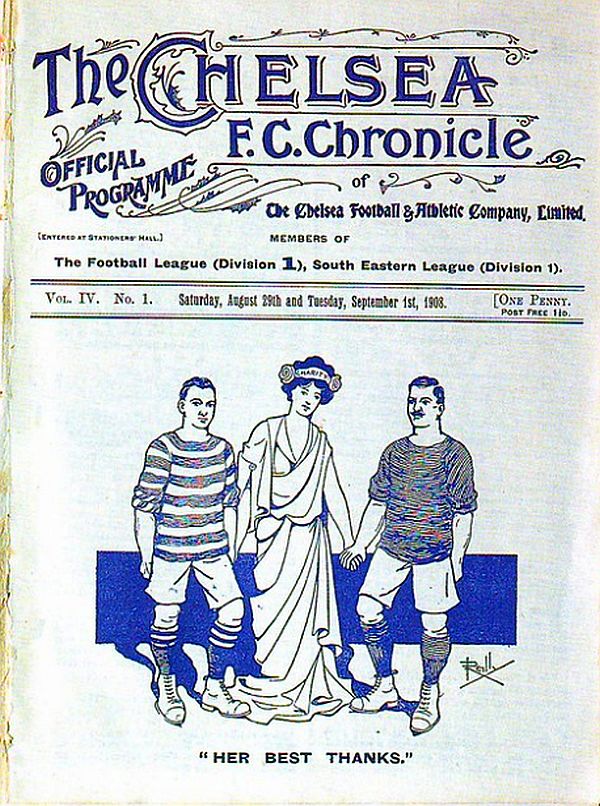 The CHELSEA
F.C. Chronicle
OFFICIAL
PROGRAMME
of
The Chelsea Football & Athletic Company, Limited.
[ENTERED AT STATIONERS' HALL.]
MEMBERS OF
The Football League (Division 1), South Eastern League (Division 1).
VOL. IV. No. 1. Saturday, August 29th and Tuesday, September 1st, 1908. [ONE PENNY.
POST FREE 1½D.
CHARITY
"HER BEST THANKS."